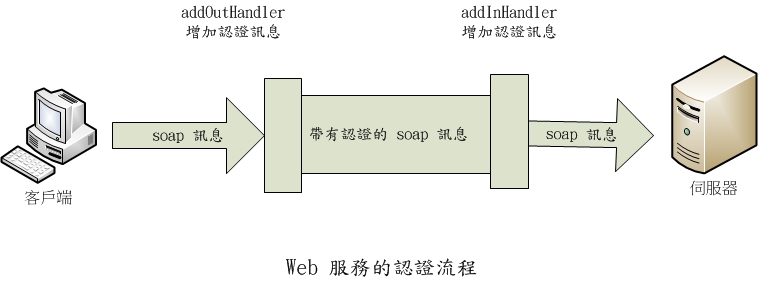 addOutHandler
增加認證訊息
addInHandler
增加認證訊息
soap 訊息
帶有認證的 soap 訊息
soap 訊息
客戶端
伺服器
Web 服務的認證流程